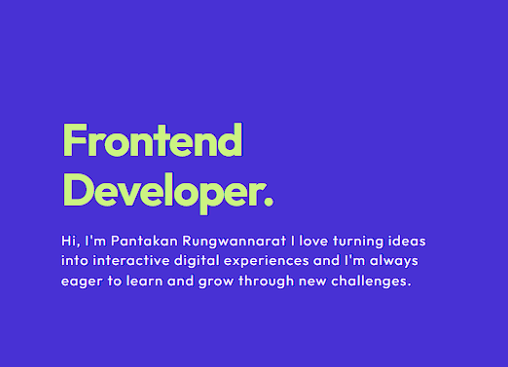 Frontend
Developer.
Hi, I'm Pantakan Rungwannarat I love turning ideas
into interactive digital experiences and I'm always
eager to learn and grow through new challenges.